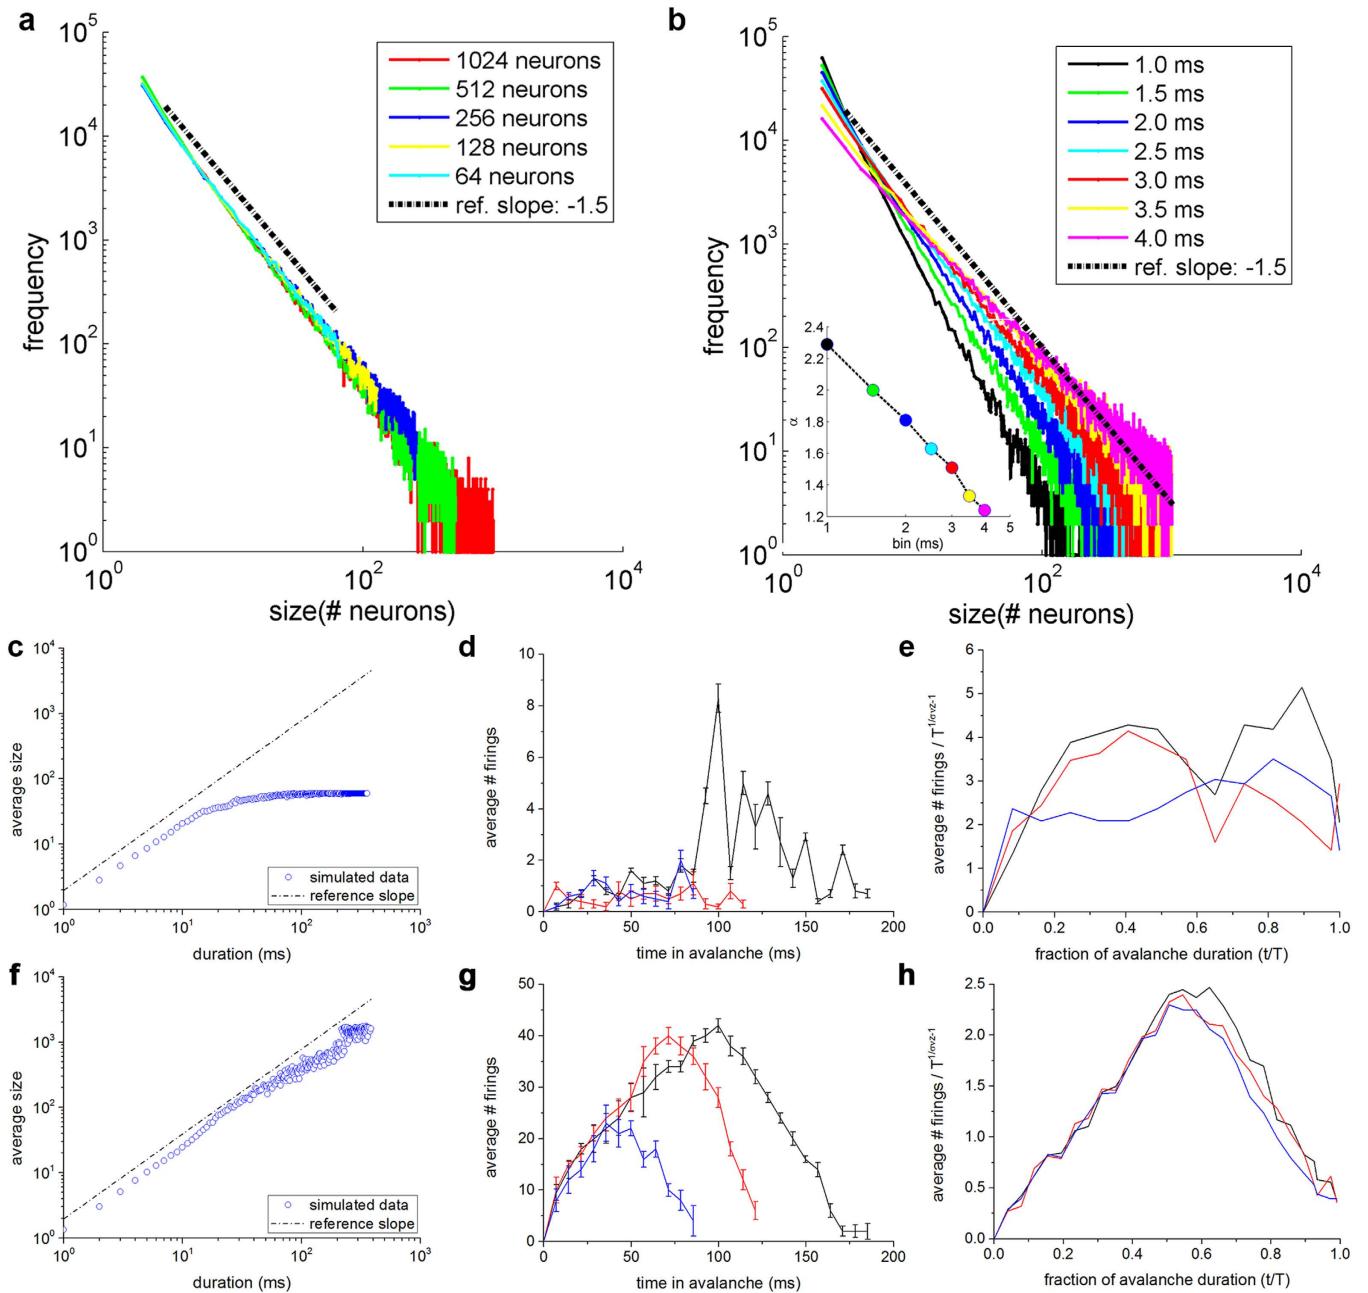 a
10^5
10^4
10^3
10^2
10^1
10^0
frequency
10^0
10^2
10^4
size(# neurons)
1024 neurons
512 neurons
256 neurons
128 neurons
64 neurons
ref. slope: -1.5
b
10^5
10^4
10^3
10^2
10^1
10^0
frequency
10^0
10^2
10^4
size(# neurons)
1.0 ms
1.5 ms
2.0 ms
2.5 ms
3.0 ms
3.5 ms
4.0 ms
ref. slope: -1.5
2.4
2.2
2
1.8
1.6
1.4
1.2
α
1 2 3 4 5
bin (ms)
c
10^4
10^3
10^2
10^1
10^0
average size
10^0 10^1 10^2 10^3
duration (ms)
simulated data
reference slope
d
10
8
6
4
2
0
average # firings
0 50 100 150 200
time in avalanche (ms)
e
6
5
4
3
2
1
0
average # firings / T^1/σvz-1
0.0 0.2 0.4 0.6 0.8 1.0
fraction of avalanche duration (t/T)
f
10^4
10^3
10^2
10^1
10^0
average size
10^0 10^1 10^2 10^3
duration (ms)
simulated data
reference slope
g
50
40
30
20
10
0
average # firings
0 50 100 150 200
time in avalanche (ms)
h
2.5
2.0
1.5
1.0
0.5
0.0
average # firings / T^1/σvz-1
0.0 0.2 0.4 0.6 0.8 1.0
fraction of avalanche duration (t/T)